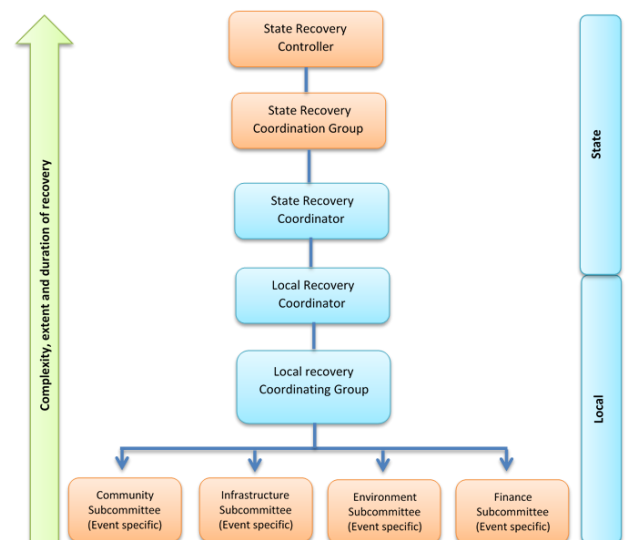 State Recovery
Controller
State Recovery
Coordination Group
State Recovery
Coordinator
Local Recovery
Coordinator
Local recovery
Coordinating Group
Community
Subcommittee
(Event specific)
Infrastructure
Subcommittee
(Event specific)
Environment
Subcommittee
(Event specific)
Finance
Subcommittee
(Event specific)
Complexity, extent and duration of recovery
State
Local